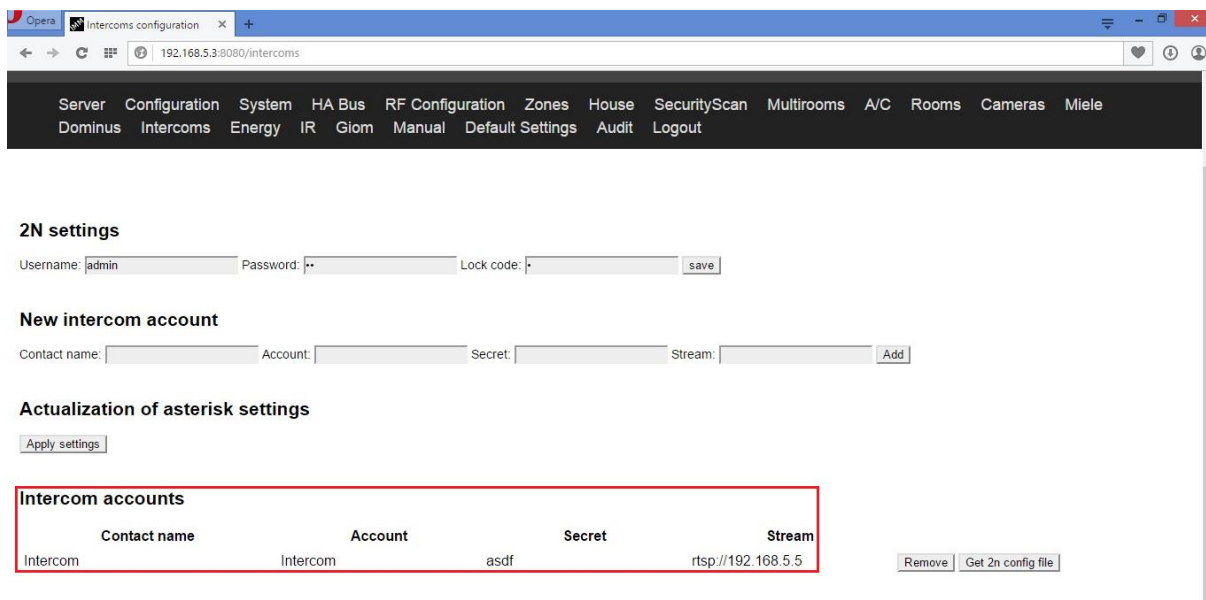 Opera Intercoms configuration
192.168.5.3:8080/intercoms
Server Configuration System HA Bus RF Configuration Zones House SecurityScan Multirooms A/C Rooms Cameras Miele
Dominus Intercoms Energy IR Giom Manual Default Settings Audit Logout
2N settings
Username: admin Password: •• Lock code: • save
New intercom account
Contact name: Account: Secret: Stream: Add
Actualization of asterisk settings
Apply settings
Intercom accounts
Contact name Account Secret Stream
Intercom Intercom asdf rtsp://192.168.5.5 Remove Get 2n config file